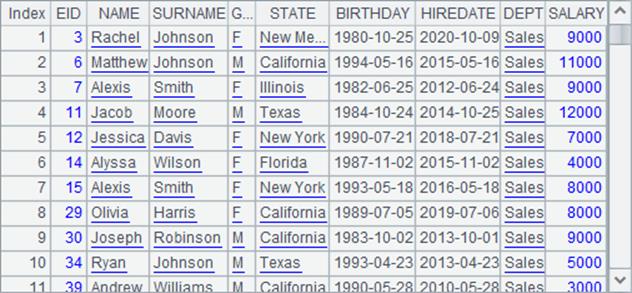 Index EID NAME SURNAME G... STATE BIRTHDAY HIREDATE DEPT SALARY
1 3 Rachel Johnson F New Me... 1980-10-25 2020-10-09 Sales 9000
2 6 Matthew Johnson M California 1994-05-16 2015-05-16 Sales 11000
3 7 Alexis Smith F Illinois 1982-06-25 2012-06-24 Sales 9000
4 11 Jacob Moore M Texas 1984-10-24 2014-10-25 Sales 12000
5 12 Jessica Davis F New York 1990-07-21 2018-07-21 Sales 7000
6 14 Alyssa Wilson F Florida 1987-11-02 2015-11-02 Sales 4000
7 15 Alexis Smith F New York 1993-05-18 2016-05-18 Sales 8000
8 29 Olivia Harris F California 1989-07-05 2019-07-06 Sales 8000
9 30 Joseph Robinson M California 1983-10-02 2013-10-01 Sales 9000
10 34 Ryan Johnson M Texas 1993-04-23 2013-04-23 Sales 5000
11 39 Andrew Williams M California 1990-05-28 2010-05-28 Sales 3000